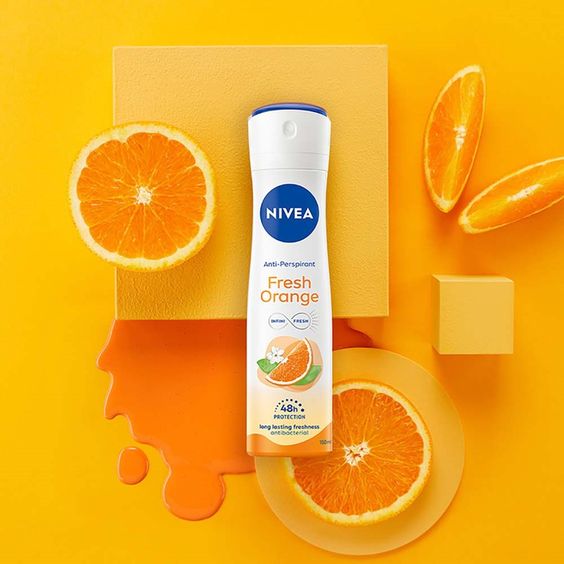 NIVEA
Anti-Perspirant
Fresh
Orange
INFINI FRESH
48h
PROTECTION
long lasting freshness
antibacterial
150ml